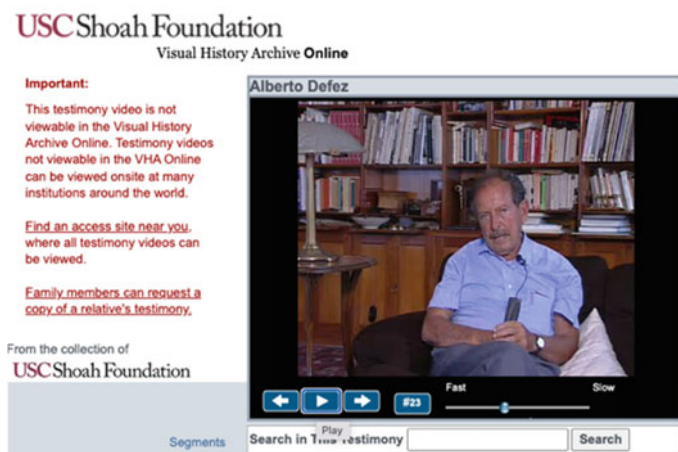 USC Shoah Foundation
Visual History Archive Online
Important:
This testimony video is not
viewable in the Visual History
Archive Online. Testimony videos
not viewable in the VHA Online
can be viewed onsite at many
institutions around the world.
Find an access site near you,
where all testimony videos can
be viewed.
Family members can request a
copy of a relative's testimony.
From the collection of
USC Shoah Foundation
Segments
Alberto Defez
#23
Fast
Slow
Play
Search in This Testimony
Search